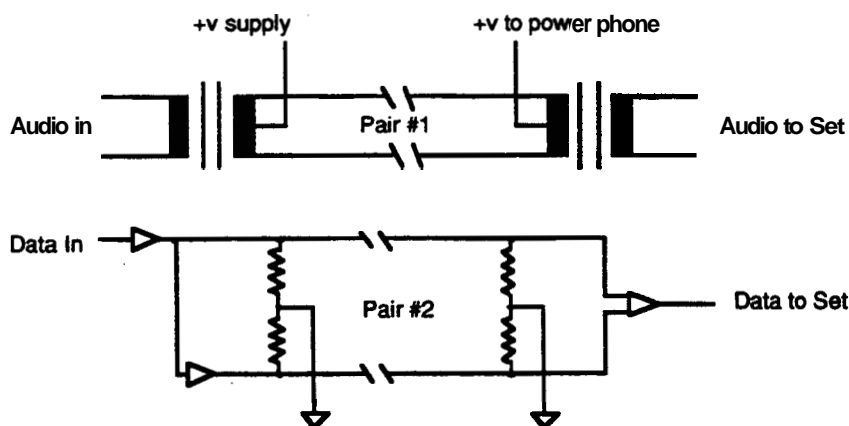 +v supply
+v to power phone
Audio in
Pair #1
Audio to Set
Data In
Pair #2
Data to Set